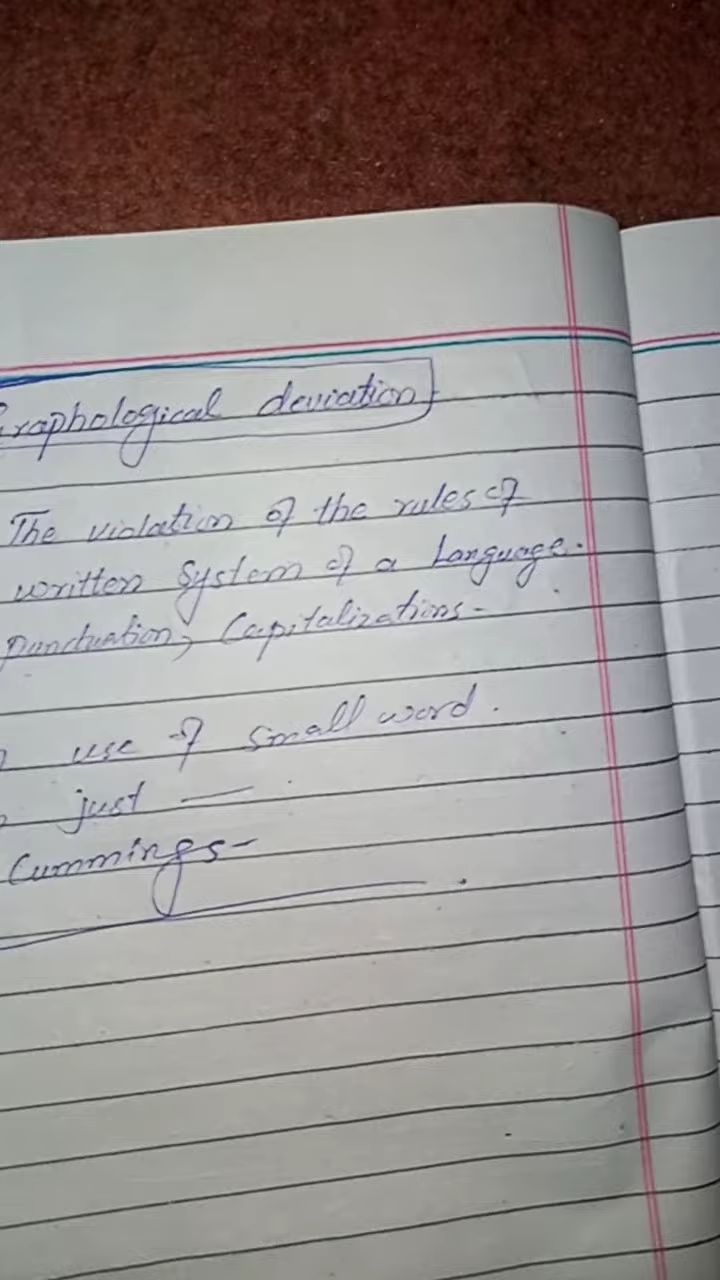 Graphological deviation
The violation of the rules of
written System of a Language.
Punctuation, Capitalizations-
use of small word.
just —
Cummings-